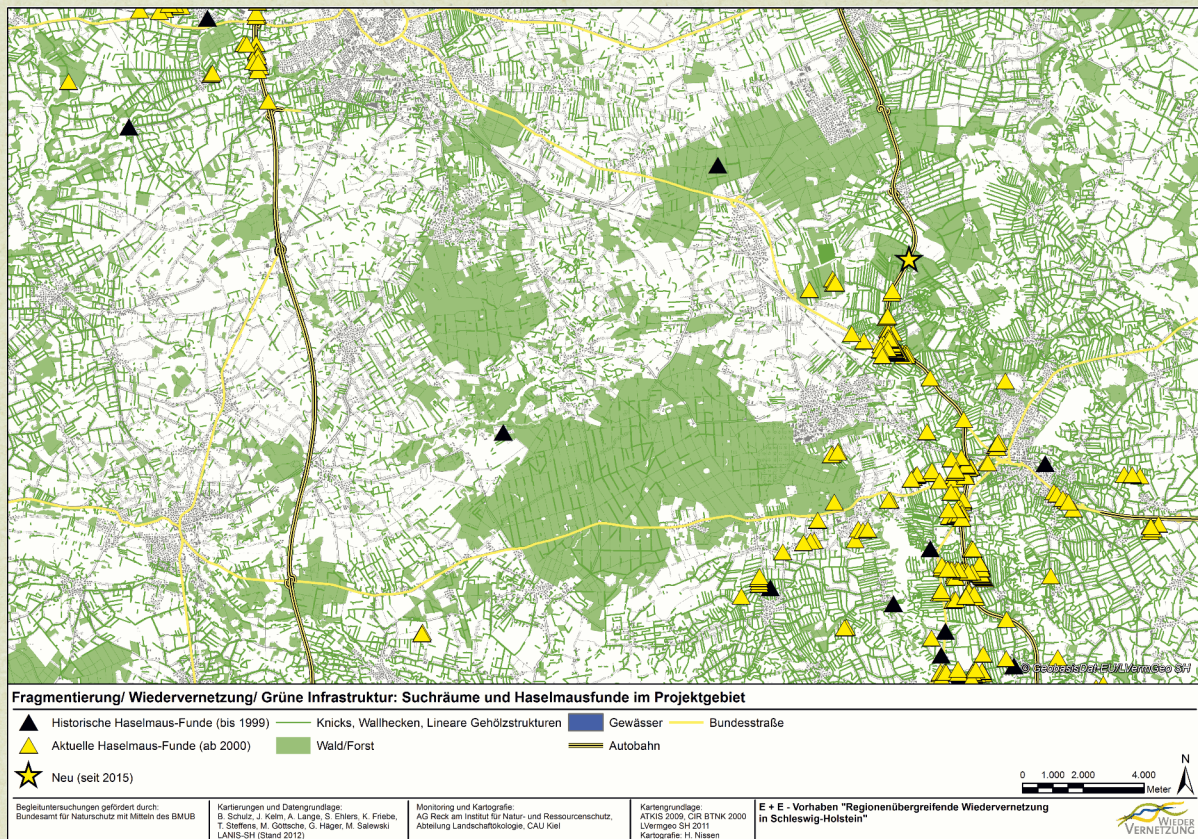 © GeobasisDat-EU/LVermGeo SH
Fragmentierung/ Wiedervernetzung/ Grüne Infrastruktur: Suchräume und Haselmausfunde im Projektgebiet
Historische Haselmaus-Funde (bis 1999)
Knicks, Wallhecken, Lineare Gehölzstrukturen
Gewässer
Bundesstraße
Aktuelle Haselmaus-Funde (ab 2000)
Wald/Forst
Autobahn
Neu (seit 2015)
0 1.000 2.000 4.000
Meter
N
Begleituntersuchungen gefördert durch:
Bundesamt für Naturschutz mit Mitteln des BMUB
Kartierungen und Datengrundlage:
B. Schulz, J. Kelm, A. Lange, S. Ehlers, K. Friebe,
T. Steffens, M. Göttsche, G. Hager, M. Salewski
LANIS-SH (Stand 2012)
Monitoring und Kartografie:
AG Reck am Institut für Natur- und Ressourcenschutz,
Abteilung Landschaftökologie, CAU Kiel
Kartengrundlage:
ATKIS 2009, CIR BTNK 2000
LVermgeo SH 2011
Kartografie: H. Nissen
E + E - Vorhaben "Regionenübergreifende Wiedervernetzung
in Schleswig-Holstein"
WIEDER
VERNETZUNG